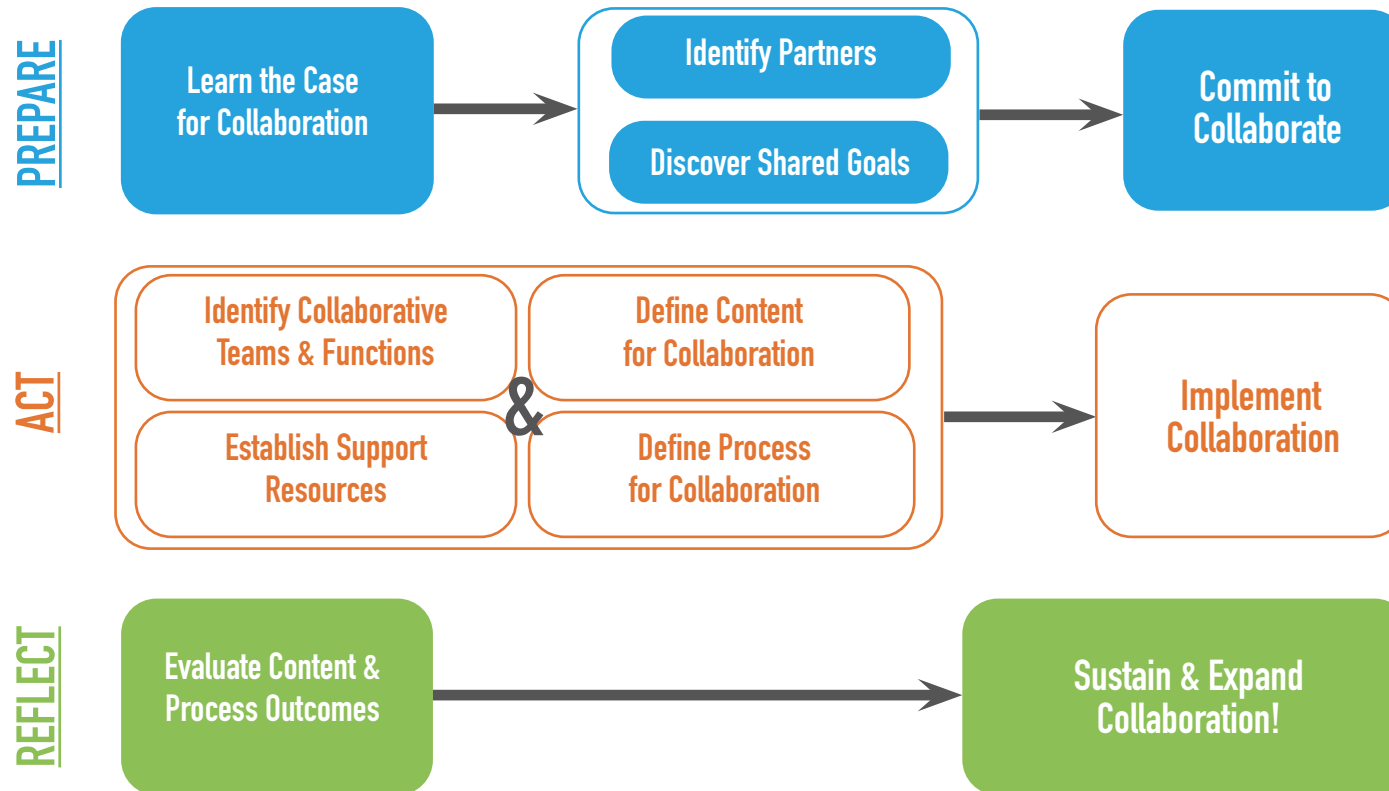 PREPARE
Learn the Case
for Collaboration
Identify Partners
Discover Shared Goals
Commit to
Collaborate
ACT
Identify Collaborative
Teams & Functions
Define Content
for Collaboration
&
Establish Support
Resources
Define Process
for Collaboration
Implement
Collaboration
REFLECT
Evaluate Content &
Process Outcomes
Sustain & Expand
Collaboration!